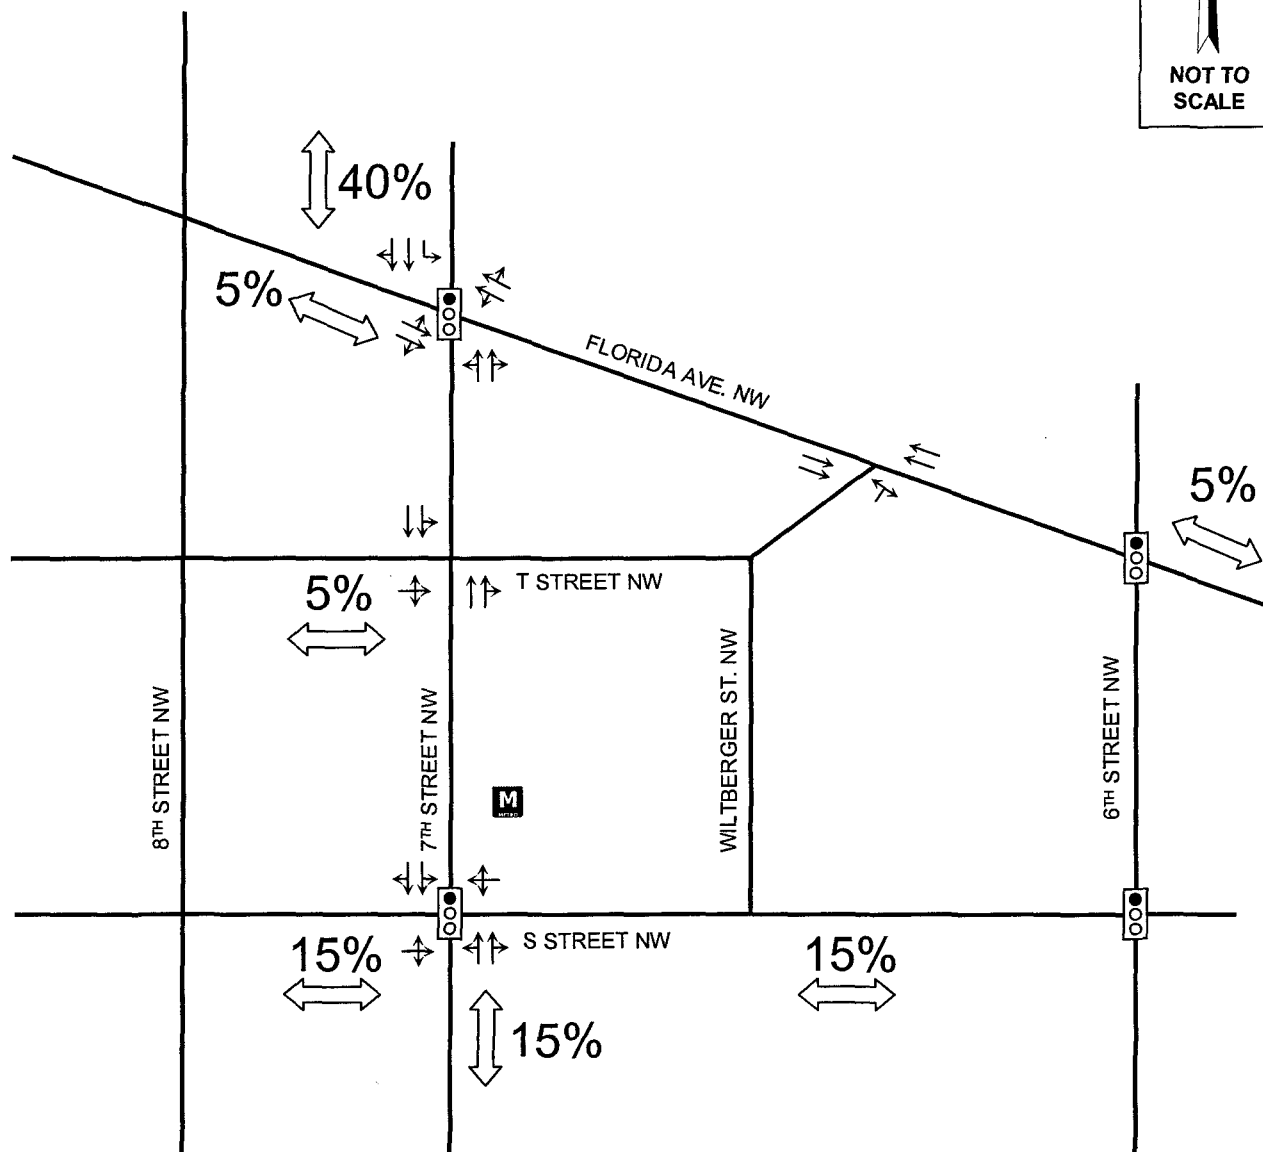 NOT TO
SCALE
40%
5%
FLORIDA AVE. NW
5%
T STREET NW
5%
8TH STREET NW
7TH STREET NW
WILTBERGER ST. NW
6TH STREET NW
M
S STREET NW
15%
15%
15%